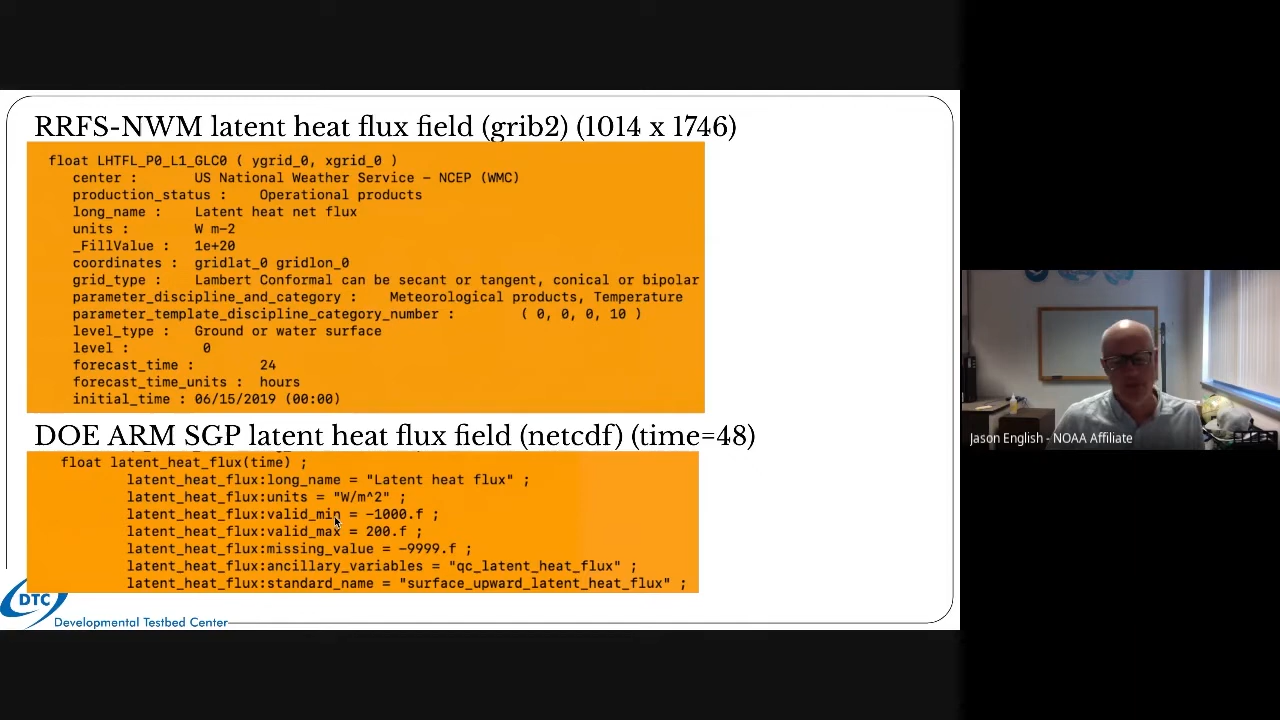 RRFS-NWM latent heat flux field (grib2) (1014 x 1746)
float LHTFL_P0_L1_GLC0 ( ygrid_0, xgrid_0 )
center : US National Weather Service - NCEP (WMC)
production_status : Operational products
long_name : Latent heat net flux
units : W m-2
_FillValue : 1e+20
coordinates : gridlat_0 gridlon_0
grid_type : Lambert Conformal can be secant or tangent, conical or bipolar
parameter_discipline_and_category : Meteorological products, Temperature
parameter_template_discipline_category_number : ( 0, 0, 0, 10 )
level_type : Ground or water surface
level : 0
forecast_time : 24
forecast_time_units : hours
initial_time : 06/15/2019 (00:00)
DOE ARM SGP latent heat flux field (netcdf) (time=48)
float latent_heat_flux(time) ;
latent_heat_flux:long_name = "Latent heat flux" ;
latent_heat_flux:units = "W/m^2" ;
latent_heat_flux:valid_min = -1000.f ;
latent_heat_flux:valid_max = 200.f ;
latent_heat_flux:missing_value = -9999.f ;
latent_heat_flux:ancillary_variables = "qc_latent_heat_flux" ;
latent_heat_flux:standard_name = "surface_upward_latent_heat_flux" ;
DTC
Developmental Testbed Center
Jason English - NOAA Affiliate